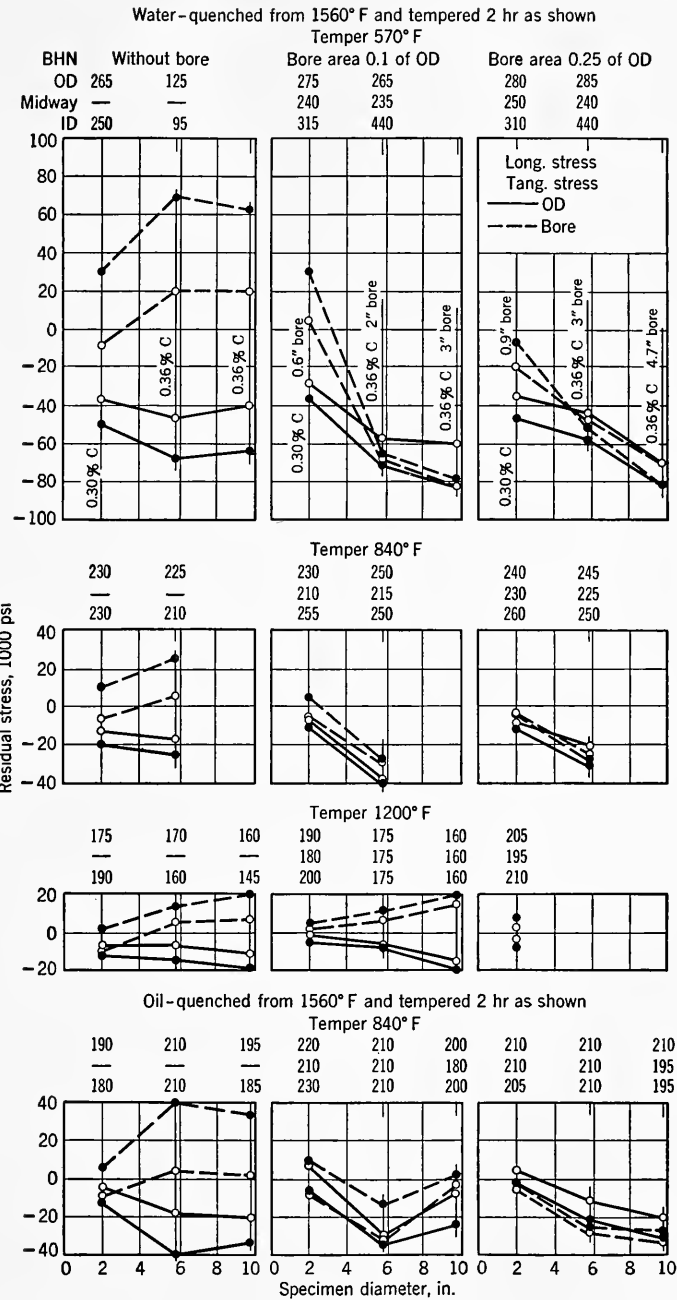 Water-quenched from 1560°F and tempered 2 hr as shown
Temper 570°F
BHN Without bore Bore area 0.1 of OD Bore area 0.25 of OD
OD 265 125 275 265 280 285
Midway — — 240 235 250 240
ID 250 95 315 440 310 440
100
80
60
40
20
0
−20
−40
−60
−80
−100
0.30% C
0.36% C
0.36% C
0.30% C 0.6" bore
0.36% C 2" bore
0.36% C 3" bore
Long. stress
Tang. stress
OD
Bore
0.30% C 0.9" bore
0.36% C 3" bore
0.36% C 4.7" bore
Residual stress, 1000 psi
Temper 840°F
230 225 230 250 240 245
— — 210 215 230 225
230 210 255 250 260 250
40
20
0
−20
−40
Temper 1200°F
175 170 160 190 175 160 205
— — — 180 175 160 195
190 160 145 200 175 160 210
20
0
−20
Oil-quenched from 1560°F and tempered 2 hr as shown
Temper 840°F
190 210 195 220 210 200 210 210 210
— — — 210 210 180 210 210 195
180 210 185 230 210 200 205 210 195
40
20
0
−20
−40
0 2 4 6 8 10 0 2 4 6 8 10 0 2 4 6 8 10
Specimen diameter, in.